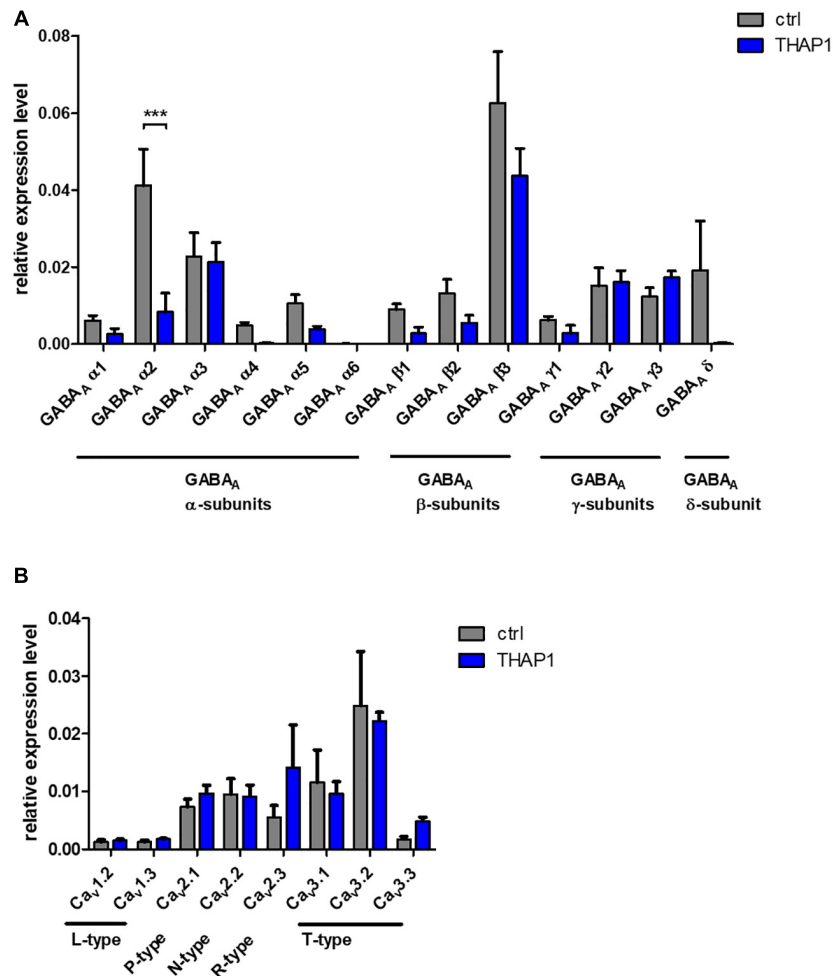 A
ctrl
THAP1
relative expression level
0.08
0.06
0.04
0.02
0.00
***
GABAA α1
GABAA α2
GABAA α3
GABAA α4
GABAA α5
GABAA α6
GABAA β1
GABAA β2
GABAA β3
GABAA γ1
GABAA γ2
GABAA γ3
GABAA δ
GABAA
α-subunits
GABAA
β-subunits
GABAA
γ-subunits
GABAA
δ-subunit
B
ctrl
THAP1
relative expression level
0.04
0.03
0.02
0.01
0.00
CaV1.2
CaV1.3
CaV2.1
CaV2.2
CaV2.3
CaV3.1
CaV3.2
CaV3.3
L-type
P-type
N-type
R-type
T-type